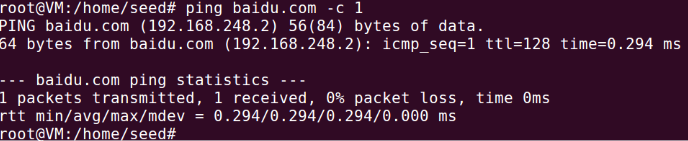 root@VM:/home/seed# ping baidu.com -c 1
PING baidu.com (192.168.248.2) 56(84) bytes of data.
64 bytes from baidu.com (192.168.248.2): icmp_seq=1 ttl=128 time=0.294 ms

--- baidu.com ping statistics ---
1 packets transmitted, 1 received, 0% packet loss, time 0ms
rtt min/avg/max/mdev = 0.294/0.294/0.294/0.000 ms
root@VM:/home/seed#